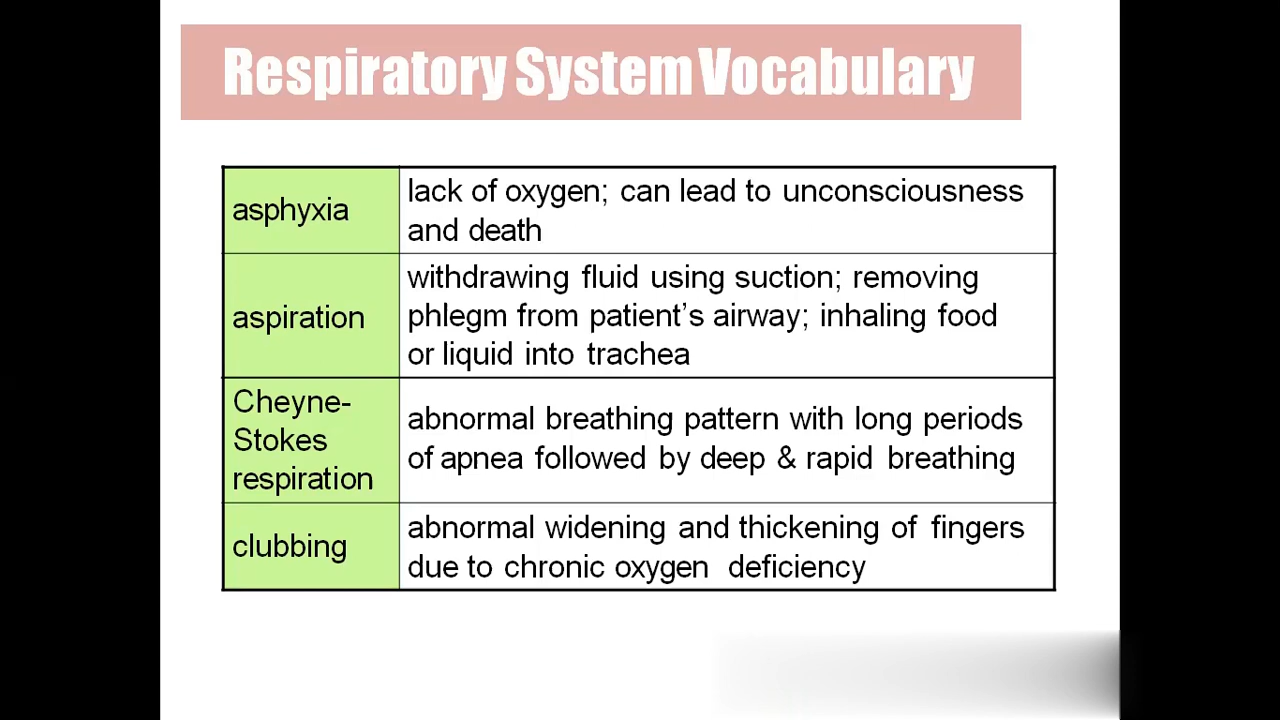 Respiratory System Vocabulary
asphyxia
lack of oxygen; can lead to unconsciousness
and death
aspiration
withdrawing fluid using suction; removing
phlegm from patient's airway; inhaling food
or liquid into trachea
Cheyne-
Stokes
respiration
abnormal breathing pattern with long periods
of apnea followed by deep & rapid breathing
clubbing
abnormal widening and thickening of fingers
due to chronic oxygen deficiency